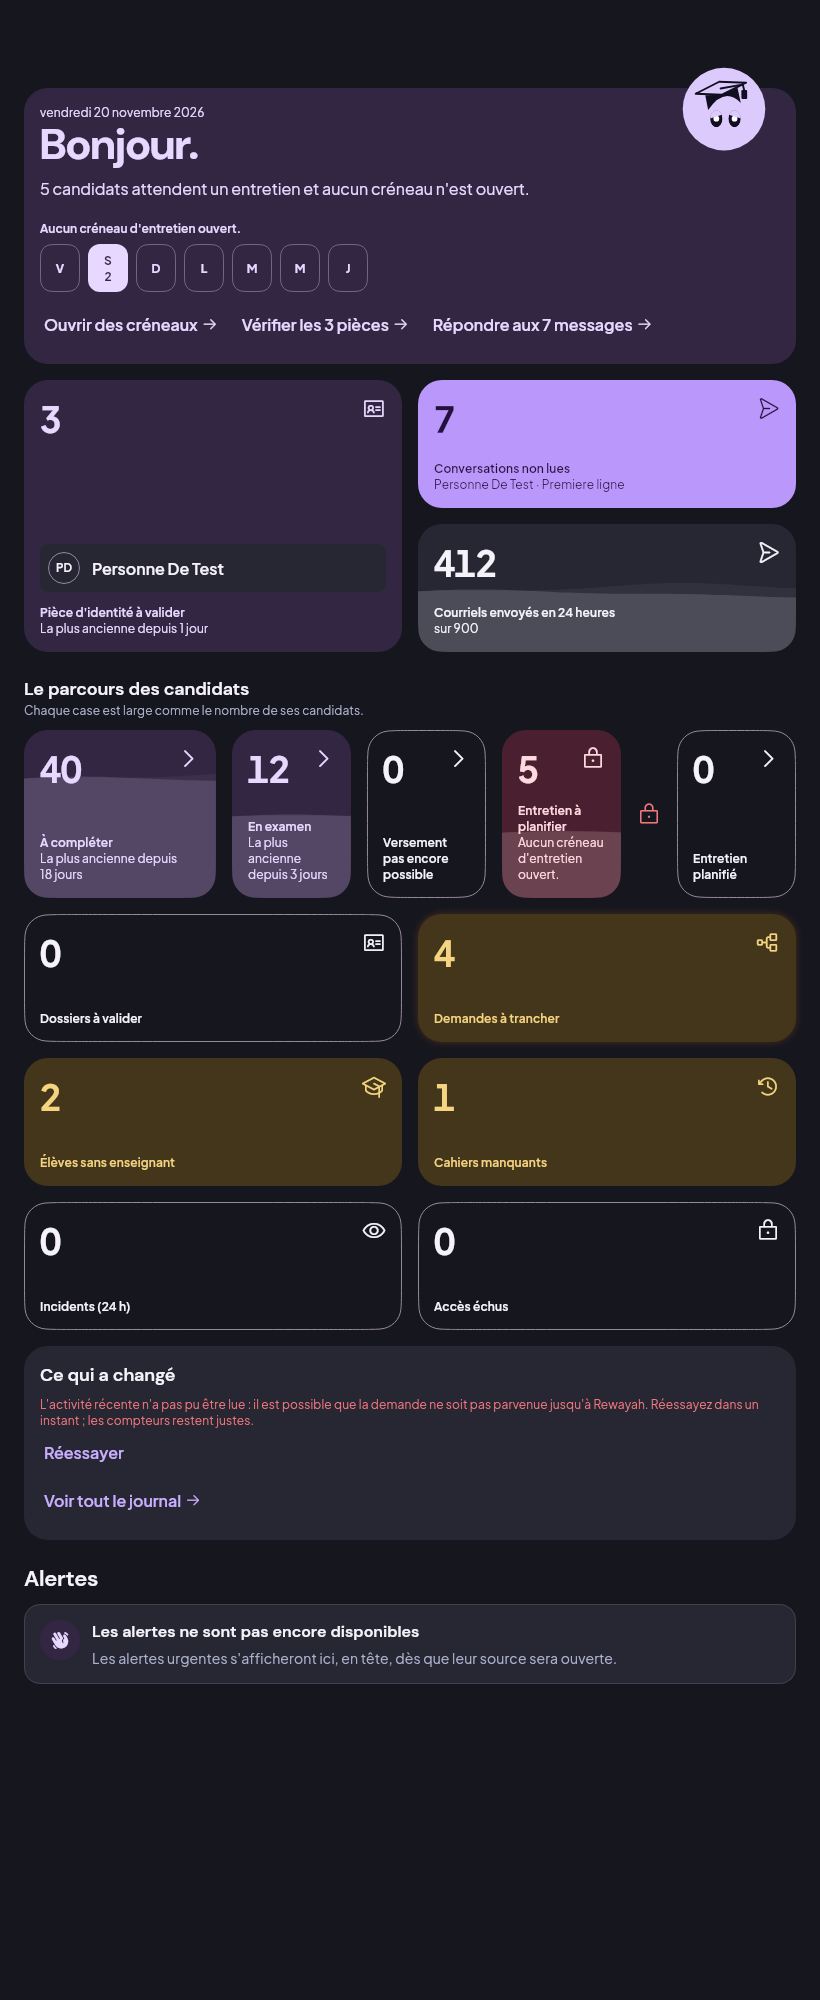 vendredi 20 novembre 2026
Bonjour.
5 candidats attendent un entretien et aucun créneau n'est ouvert.
Aucun créneau d'entretien ouvert.
V
S
2
D
L
M
M
J
Ouvrir des créneaux →
Vérifier les 3 pièces →
Répondre aux 7 messages →
3
PD
Personne De Test
Pièce d'identité à valider
La plus ancienne depuis 1 jour
7
Conversations non lues
Personne De Test · Premiere ligne
412
Courriels envoyés en 24 heures
sur 900
Le parcours des candidats
Chaque case est large comme le nombre de ses candidats.
40
À compléter
La plus ancienne depuis
18 jours
12
En examen
La plus
ancienne
depuis 3 jours
0
Versement
pas encore
possible
5
Entretien à
planifier
Aucun créneau
d'entretien
ouvert.
0
Entretien
planifié
0
Dossiers à valider
4
Demandes à trancher
2
Élèves sans enseignant
1
Cahiers manquants
0
Incidents (24 h)
0
Accès échus
Ce qui a changé
L'activité récente n'a pas pu être lue : il est possible que la demande ne soit pas parvenue jusqu'à Rewayah. Réessayez dans un
instant ; les compteurs restent justes.
Réessayer
Voir tout le journal →
Alertes
Les alertes ne sont pas encore disponibles
Les alertes urgentes s'afficheront ici, en tête, dès que leur source sera ouverte.